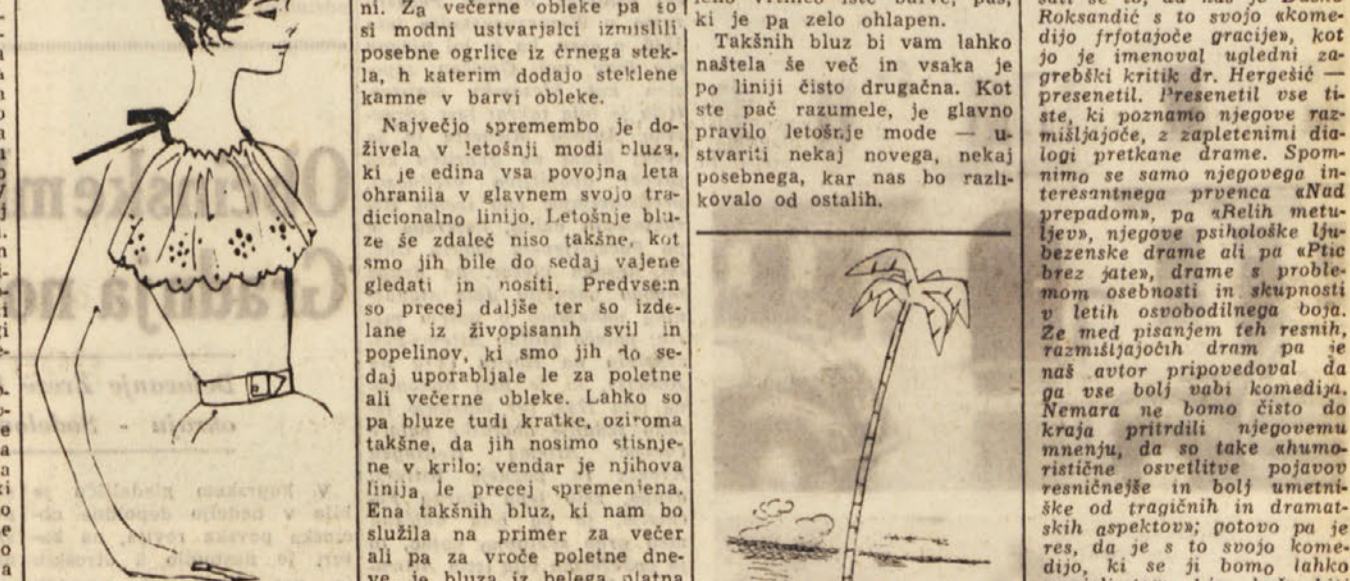 ni. Za večerne obleke pa so
si modni ustvarjalci izmislili
posebne ogrlice iz črnega stek-
la, h katerim dodajo steklene
kamne v barvi obleke.
Največjo spremembo je do-
živela v letošnji modi bluza,
ki je edina vsa povojna leta
ohranila v glavnem svojo tra-
dicionalno linijo. Letošnje blu-
ze še zdaleč niso takšne, kot
smo jih bile do sedaj vajene
gledati in nositi. Predvsem
so precej daljše ter so izde-
lane iz živopisanih svil in
popelinov, ki smo jih do se-
daj uporabljale le za poletne
ali večerne obleke. Lahko so
pa bluze tudi kratke, oziroma
takšne, da jih nosimo stisnje-
ne v krilo; vendar je njihova
linija le precej spremenjena.
Ena takšnih bluz, ki nam bo
služila na primer za večer
ali pa za vroče poletne dne-
ve, je bluza iz belega platna
ki je pa zelo ohlapen.
Takšnih bluz bi vam lahko
naštela še več in vsaka je
po liniji čisto drugačna. Kot
ste pač razumele, je glavno
pravilo letošnje mode — u-
stvariti nekaj novega, nekaj
posebnega, kar nas bo razli-
kovalo od ostalih.
Roksandić s to svojo «kome-
dijo frfotajoče gracije», kot
jo je imenoval ugledni za-
grebški kritik dr. Hergešić —
presenetil. Presenetil vse ti-
ste, ki poznamo njegove raz-
mišljajoče, z zapletenimi dia-
logi pretkane drame. Spom-
nimo se samo njegovega in-
teresantnega prvenca «Nad
prepadom», pa «Belih metu-
ljev», njegove psihološke lju-
bezenske drame ali pa «Ptic
brez jate», drame s proble-
mom osebnosti in skupnosti
v letih osvobodilnega boja.
Že med pisanjem teh resnih,
razmišljajočih dram pa je
naš avtor pripovedoval da
ga vse bolj vabi komedija.
Nemara ne bomo čisto do
kraja pritrdili njegovemu
mnenju, da so take «humo-
ristične osvetlitve pojavov
resničnejše in bolj umetni-
ške od tragičnih in dramat-
skih aspektov»; gotovo pa je
res, da je s to svojo kome-
dijo, ki se ji bomo lahko